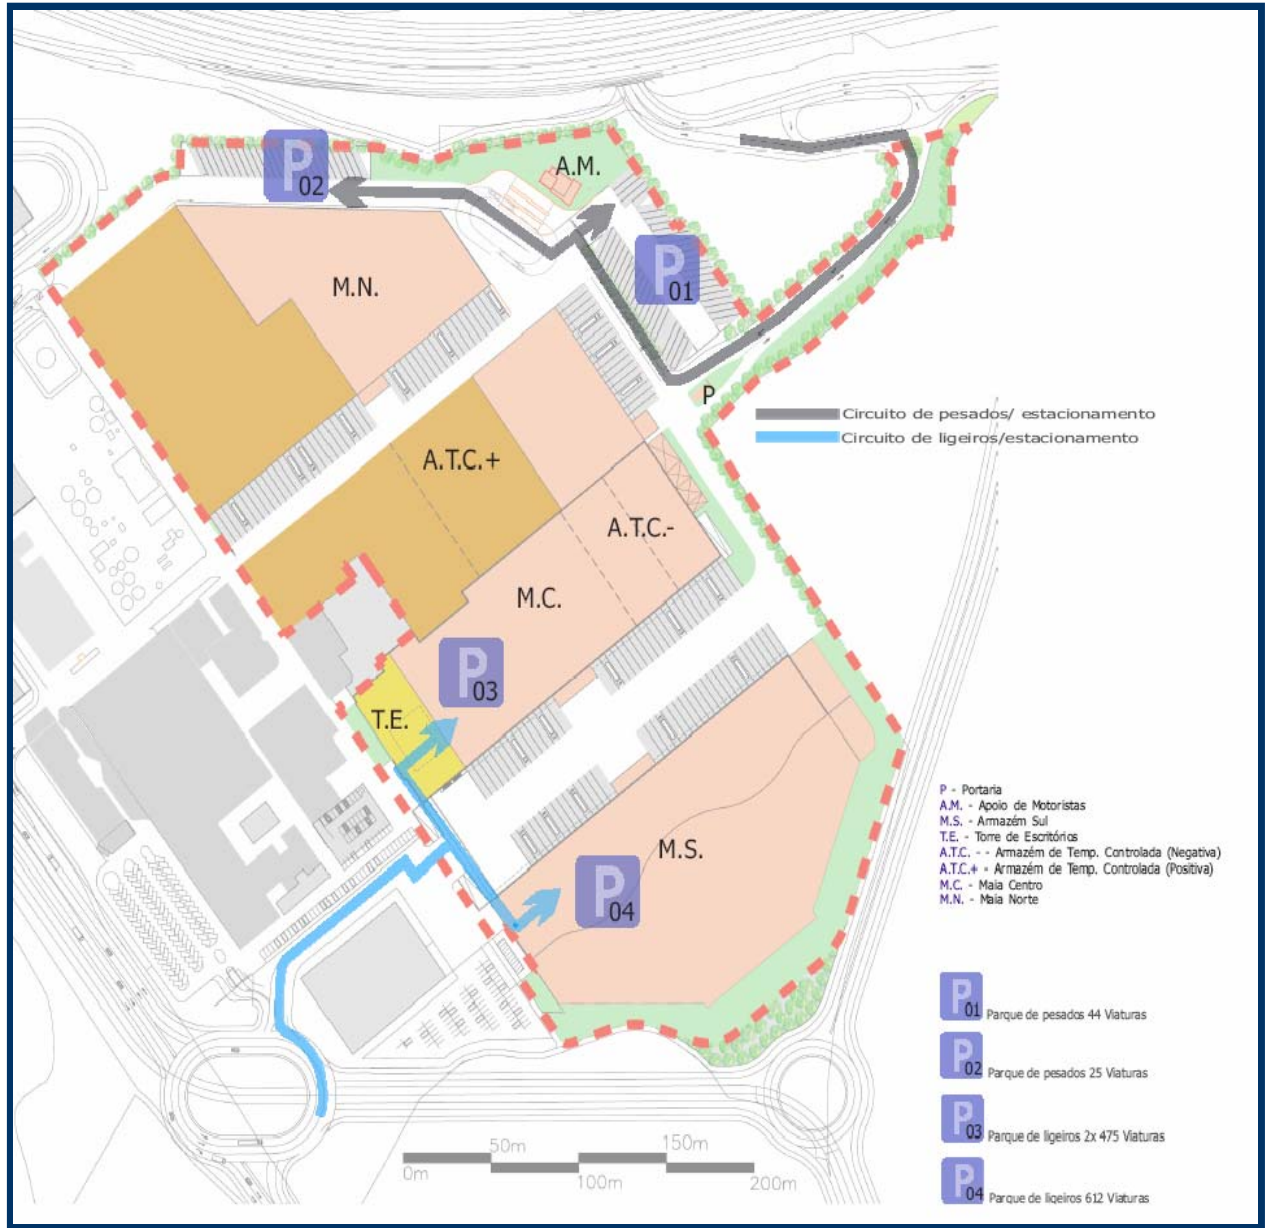 P
02
A.M.
P
01
M.N.
P
Circuito de pesados/ estacionamento
Circuito de ligeiros/estacionamento
A.T.C.+
A.T.C.-
M.C.
P
03
T.E.
M.S.
P
04
P - Portaria
A.M. - Apoio de Motoristas
M.S. - Armazém Sul
T.E. - Torre de Escritórios
A.T.C. - - Armazém de Temp. Controlada (Negativa)
A.T.C.+ - Armazém de Temp. Controlada (Positiva)
M.C. - Maia Centro
M.N. - Maia Norte
P
01 Parque de pesados 44 Viaturas
P
02 Parque de pesados 25 Viaturas
P
03 Parque de ligeiros 2x 475 Viaturas
P
04 Parque de ligeiros 612 Viaturas
50m 150m
0m 100m 200m